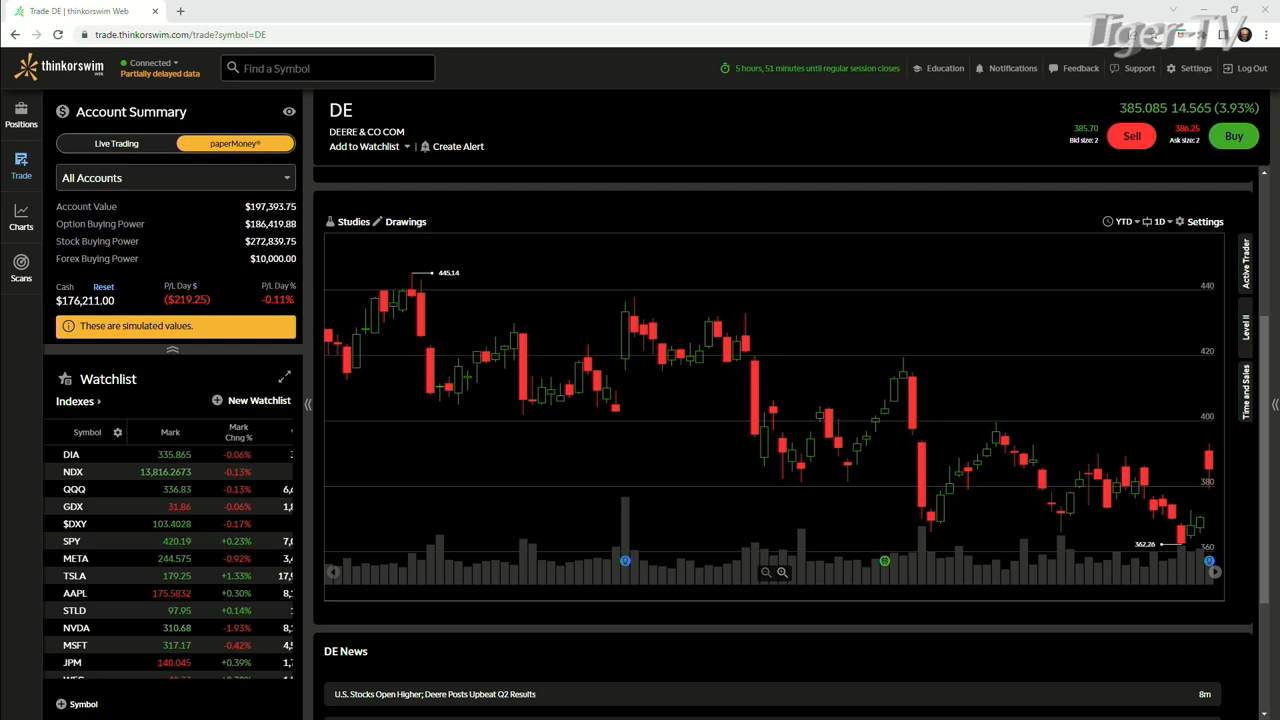 Trade DE | thinkorswim Web
trade.thinkorswim.com/trade?symbol=DE
Tiger TV
thinkorswim
WEB
Connected
Partially delayed data
Find a Symbol
5 hours, 51 minutes until regular session closes
Education
Notifications
Feedback
Support
Settings
Log Out
Positions
Trade
Charts
Scans
Account Summary
Live Trading
paperMoney®
All Accounts
Account Value $197,393.75
Option Buying Power $186,419.88
Stock Buying Power $272,839.75
Forex Buying Power $10,000.00
Cash Reset P/L Day $ P/L Day %
$176,211.00 ($219.25) -0.11%
These are simulated values.
Watchlist
Indexes
New Watchlist
Symbol Mark Mark Chng %
DIA 335.865 -0.06%
NDX 13,816.2673 -0.13%
QQQ 336.83 -0.13%
GDX 31.86 -0.06%
$DXY 103.4028 -0.17%
SPY 420.19 +0.23%
META 244.575 -0.92%
TSLA 179.25 +1.33%
AAPL 175.5832 +0.30%
STLD 97.95 +0.14%
NVDA 310.68 -1.93%
MSFT 317.17 -0.42%
JPM 140.045 +0.39%
Symbol
DE
DEERE & CO COM
Add to Watchlist | Create Alert
385.085 14.565 (3.93%)
385.70
Bid size: 2
Sell
386.25
Ask size: 2
Buy
Studies Drawings
YTD 1D Settings
445.14
440
420
400
380
360
362.26
Active Trader
Level II
Time and Sales
DE News
U.S. Stocks Open Higher; Deere Posts Upbeat Q2 Results 8m